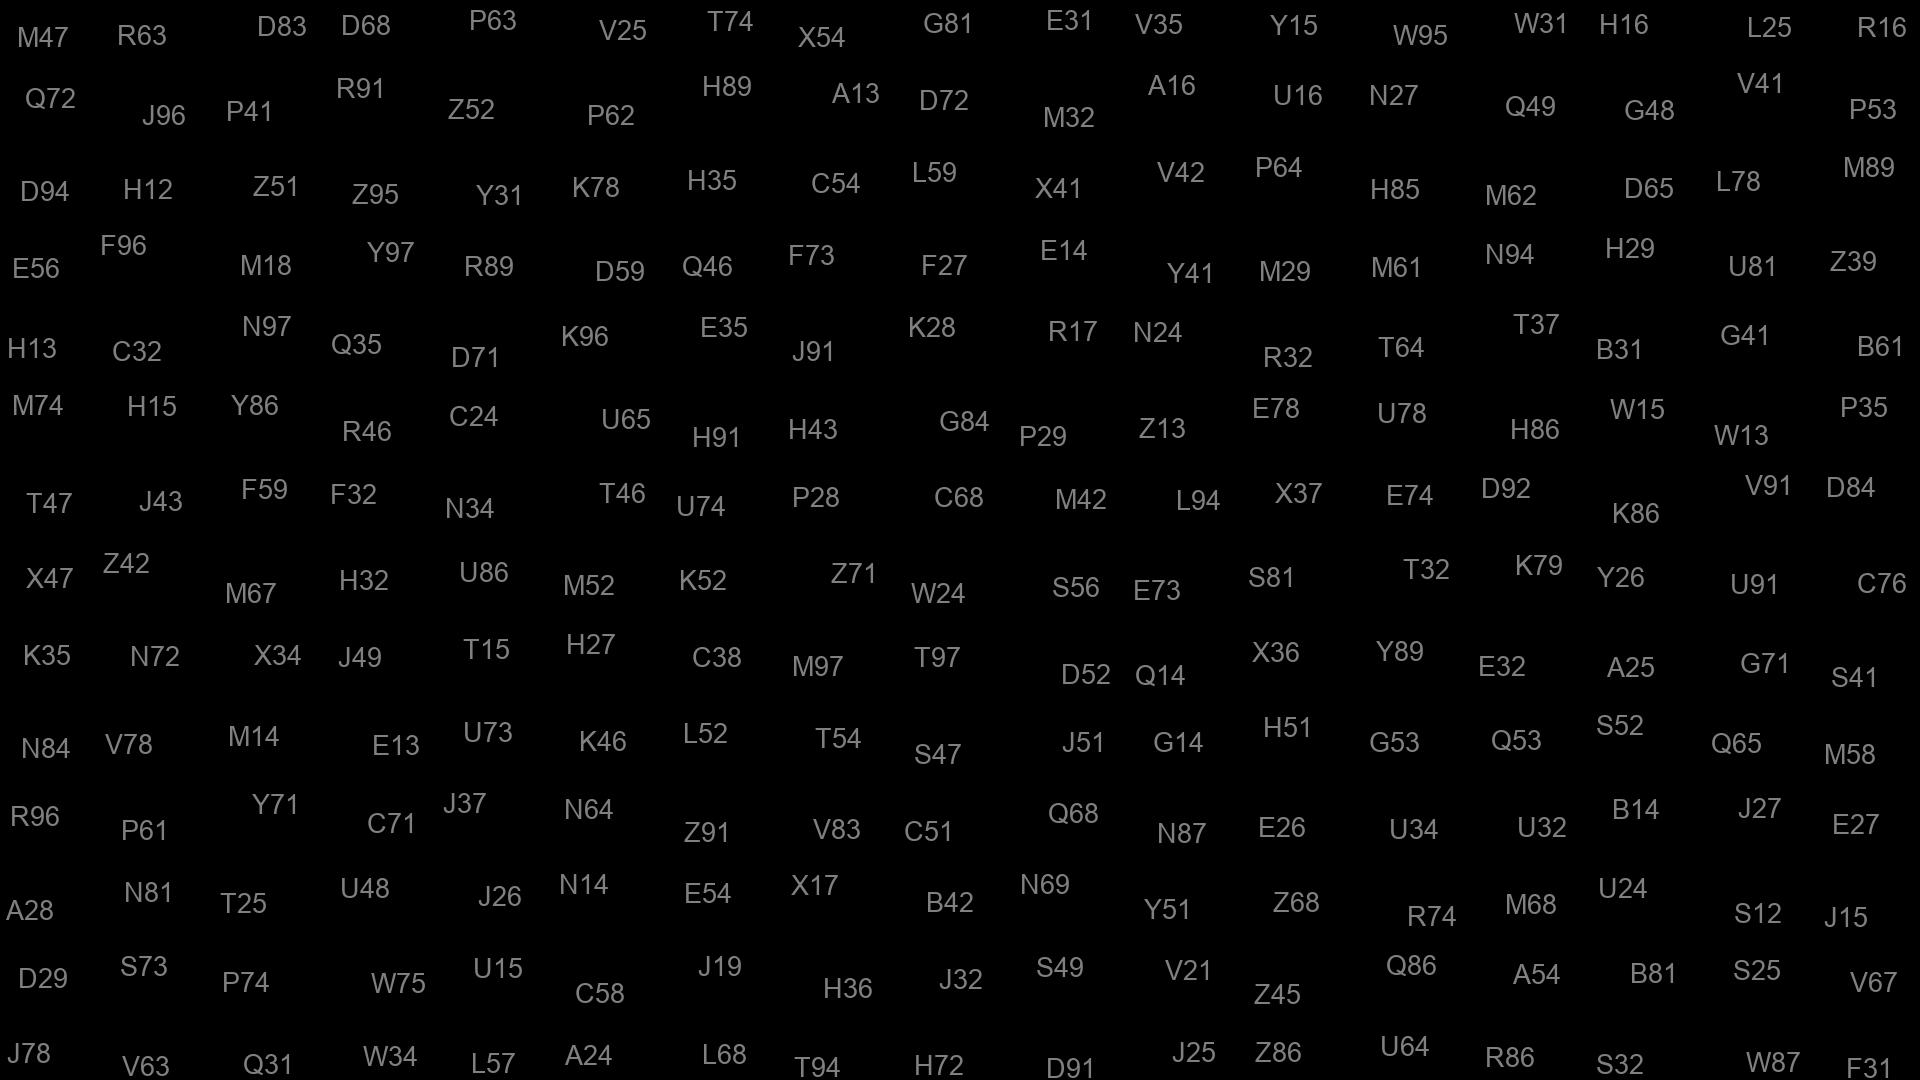 M47 R63 D83 D68 P63 V25 T74 X54 G81 E31 V35 Y15 W95 W31 H16 L25 R16
Q72 J96 P41 R91 Z52 P62 H89 A13 D72 M32 A16 U16 N27 Q49 G48 V41 P53
D94 H12 Z51 Z95 Y31 K78 H35 C54 L59 X41 V42 P64 H85 M62 D65 L78 M89
E56 F96 M18 Y97 R89 D59 Q46 F73 F27 E14 Y41 M29 M61 N94 H29 U81 Z39
H13 C32 N97 Q35 D71 K96 E35 J91 K28 R17 N24 R32 T64 T37 B31 G41 B61
M74 H15 Y86 R46 C24 U65 H91 H43 G84 P29 Z13 E78 U78 H86 W15 W13 P35
T47 J43 F59 F32 N34 T46 U74 P28 C68 M42 L94 X37 E74 D92 K86 V91 D84
X47 Z42 M67 H32 U86 M52 K52 Z71 W24 S56 E73 S81 T32 K79 Y26 U91 C76
K35 N72 X34 J49 T15 H27 C38 M97 T97 D52 Q14 X36 Y89 E32 A25 G71 S41
N84 V78 M14 E13 U73 K46 L52 T54 S47 J51 G14 H51 G53 Q53 S52 Q65 M58
R96 P61 Y71 C71 J37 N64 Z91 V83 C51 Q68 N87 E26 U34 U32 B14 J27 E27
A28 N81 T25 U48 J26 N14 E54 X17 B42 N69 Y51 Z68 R74 M68 U24 S12 J15
D29 S73 P74 W75 U15 C58 J19 H36 J32 S49 V21 Z45 Q86 A54 B81 S25 V67
J78 V63 Q31 W34 L57 A24 L68 T94 H72 D91 J25 Z86 U64 R86 S32 W87 F31